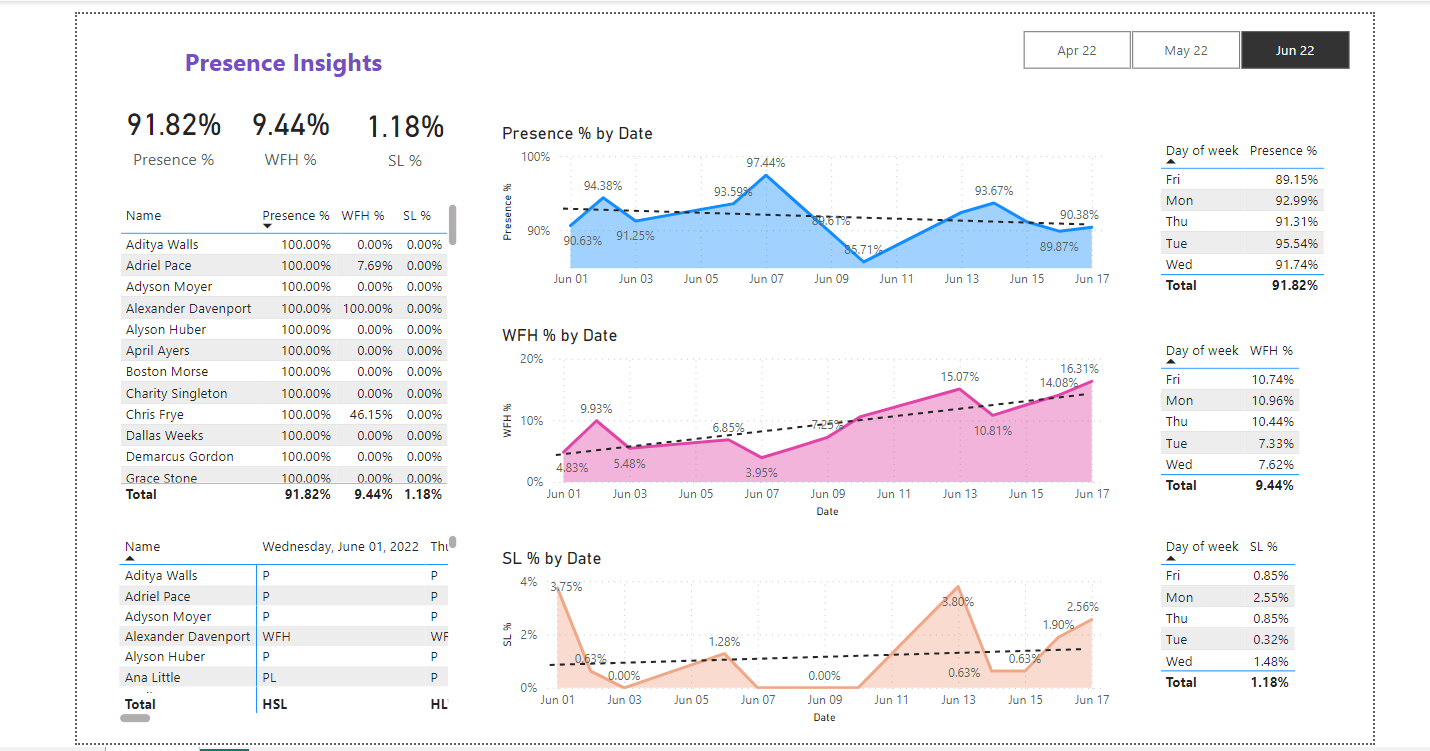 Presence Insights
Apr 22 May 22 Jun 22
91.82% 9.44% 1.18%
Presence % WFH % SL %
Name Presence % WFH % SL %
Aditya Walls 100.00% 0.00% 0.00%
Adriel Pace 100.00% 7.69% 0.00%
Adyson Moyer 100.00% 0.00% 0.00%
Alexander Davenport 100.00% 100.00% 0.00%
Alyson Huber 100.00% 0.00% 0.00%
April Ayers 100.00% 0.00% 0.00%
Boston Morse 100.00% 0.00% 0.00%
Charity Singleton 100.00% 0.00% 0.00%
Chris Frye 100.00% 46.15% 0.00%
Dallas Weeks 100.00% 0.00% 0.00%
Demarcus Gordon 100.00% 0.00% 0.00%
Grace Stone 100.00% 0.00% 0.00%
Total 91.82% 9.44% 1.18%
Name Wednesday, June 01, 2022 Thu
Aditya Walls P P
Adriel Pace P P
Adyson Moyer P P
Alexander Davenport WFH WF
Alyson Huber P P
Ana Little PL P
Total HSL HL
Presence % by Date
Presence %
100%
90%
90.63% 94.38% 91.25% 93.59% 97.44% 89.61% 85.71% 93.67% 89.87% 90.38%
Jun 01 Jun 03 Jun 05 Jun 07 Jun 09 Jun 11 Jun 13 Jun 15 Jun 17
WFH % by Date
WFH %
20%
10%
0%
4.83% 9.93% 5.48% 6.85% 3.95% 7.25% 15.07% 10.81% 14.08% 16.31%
Jun 01 Jun 03 Jun 05 Jun 07 Jun 09 Jun 11 Jun 13 Jun 15 Jun 17
Date
SL % by Date
SL %
4%
2%
0%
3.75% 0.63% 0.00% 1.28% 0.00% 3.80% 0.63% 0.63% 1.90% 2.56%
Jun 01 Jun 03 Jun 05 Jun 07 Jun 09 Jun 11 Jun 13 Jun 15 Jun 17
Date
Day of week Presence %
Fri 89.15%
Mon 92.99%
Thu 91.31%
Tue 95.54%
Wed 91.74%
Total 91.82%
Day of week WFH %
Fri 10.74%
Mon 10.96%
Thu 10.44%
Tue 7.33%
Wed 7.62%
Total 9.44%
Day of week SL %
Fri 0.85%
Mon 2.55%
Thu 0.85%
Tue 0.32%
Wed 1.48%
Total 1.18%